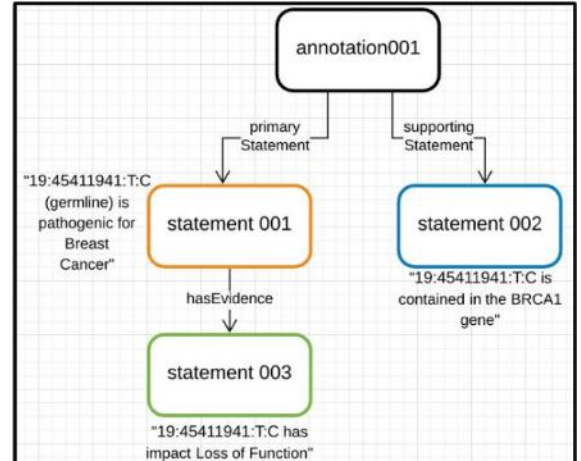 annotation001
primary
Statement
supporting
Statement
"19:45411941:T:C
(germline) is
pathogenic for
Breast
Cancer"
statement 001
statement 002
"19:45411941:T:C is
contained in the BRCA1
gene"
hasEvidence
statement 003
"19:45411941:T:C has
impact Loss of Function"